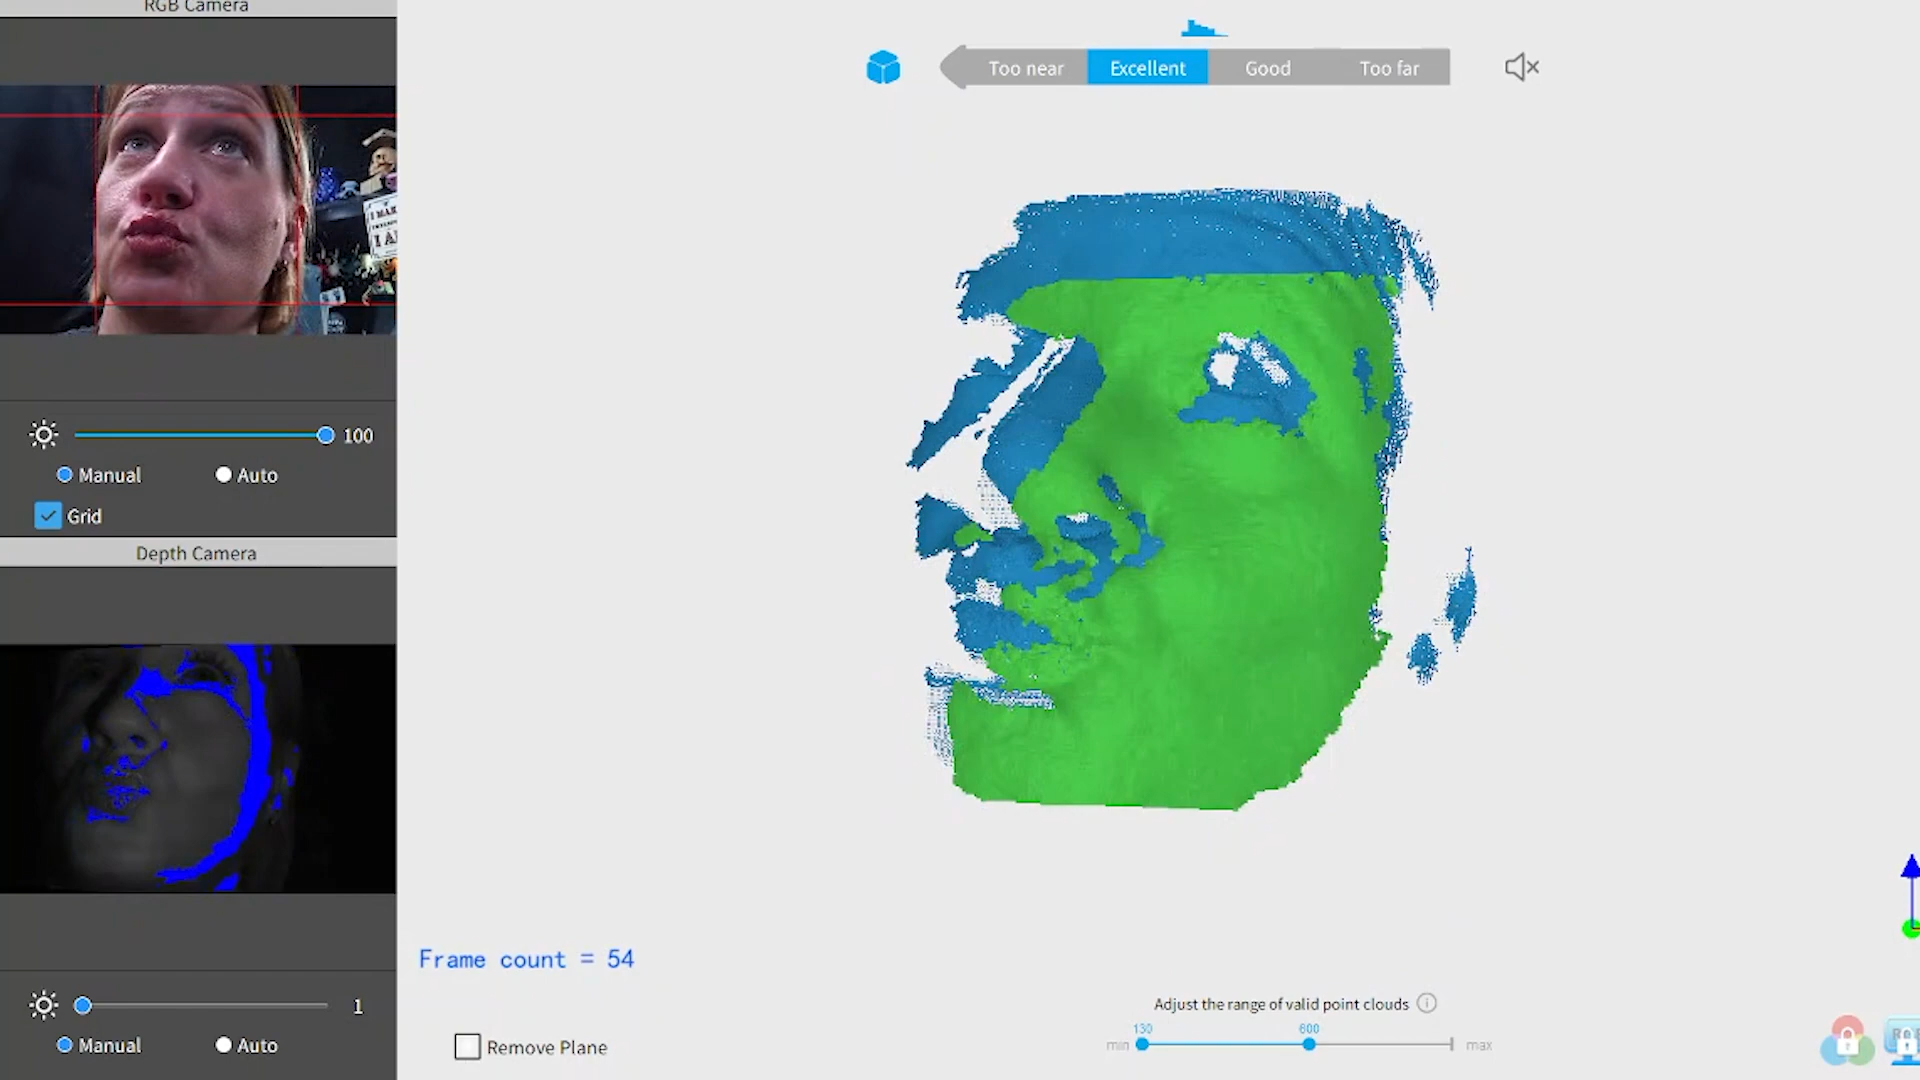 RGB Camera
Too near
Excellent
Good
Too far
I MAK
I A
100
Manual
Auto
Grid
Depth Camera
Frame count = 54
Adjust the range of valid point clouds
130
600
min
max
1
Manual
Auto
Remove Plane